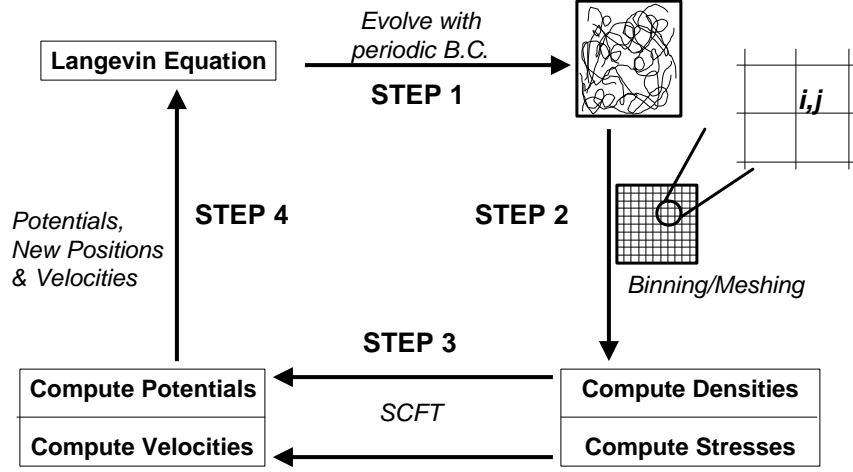 Evolve with
periodic B.C.
Langevin Equation
STEP 1
i,j
Potentials,
New Positions
& Velocities
STEP 4
STEP 2
Binning/Meshing
STEP 3
Compute Potentials
Compute Velocities
SCFT
Compute Densities
Compute Stresses